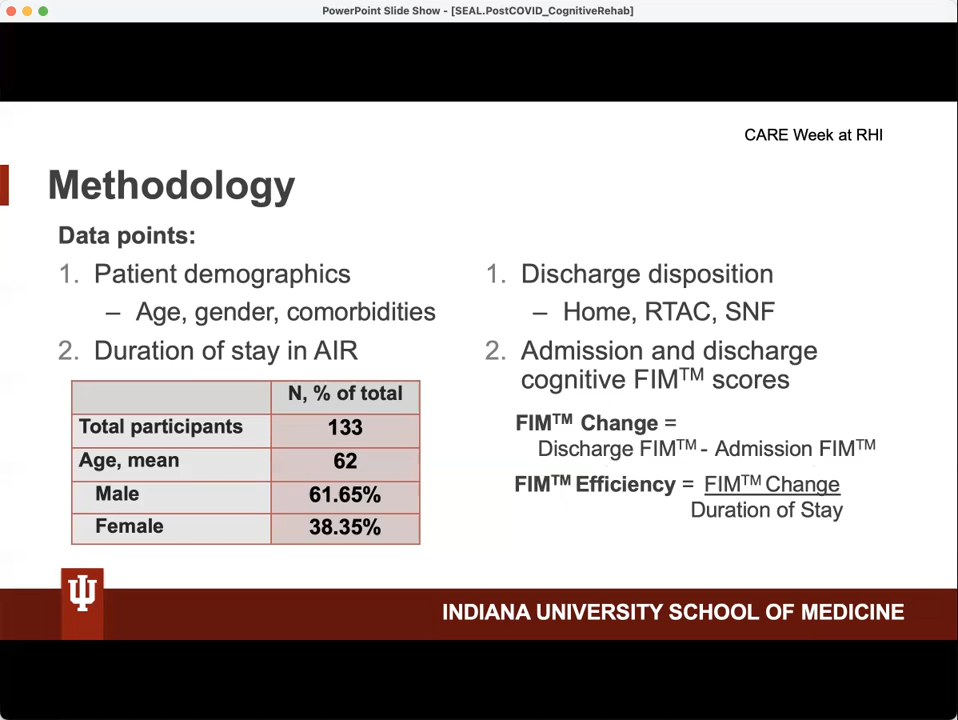 PowerPoint Slide Show - [SEAL.PostCOVID_CognitiveRehab]
CARE Week at RHI
Methodology
Data points:
1. Patient demographics
– Age, gender, comorbidities
2. Duration of stay in AIR
N, % of total
Total participants 133
Age, mean 62
Male 61.65%
Female 38.35%
1. Discharge disposition
– Home, RTAC, SNF
2. Admission and discharge
cognitive FIM™ scores
FIM™ Change =
Discharge FIM™ - Admission FIM™
FIM™ Efficiency = FIM™ Change
Duration of Stay
INDIANA UNIVERSITY SCHOOL OF MEDICINE